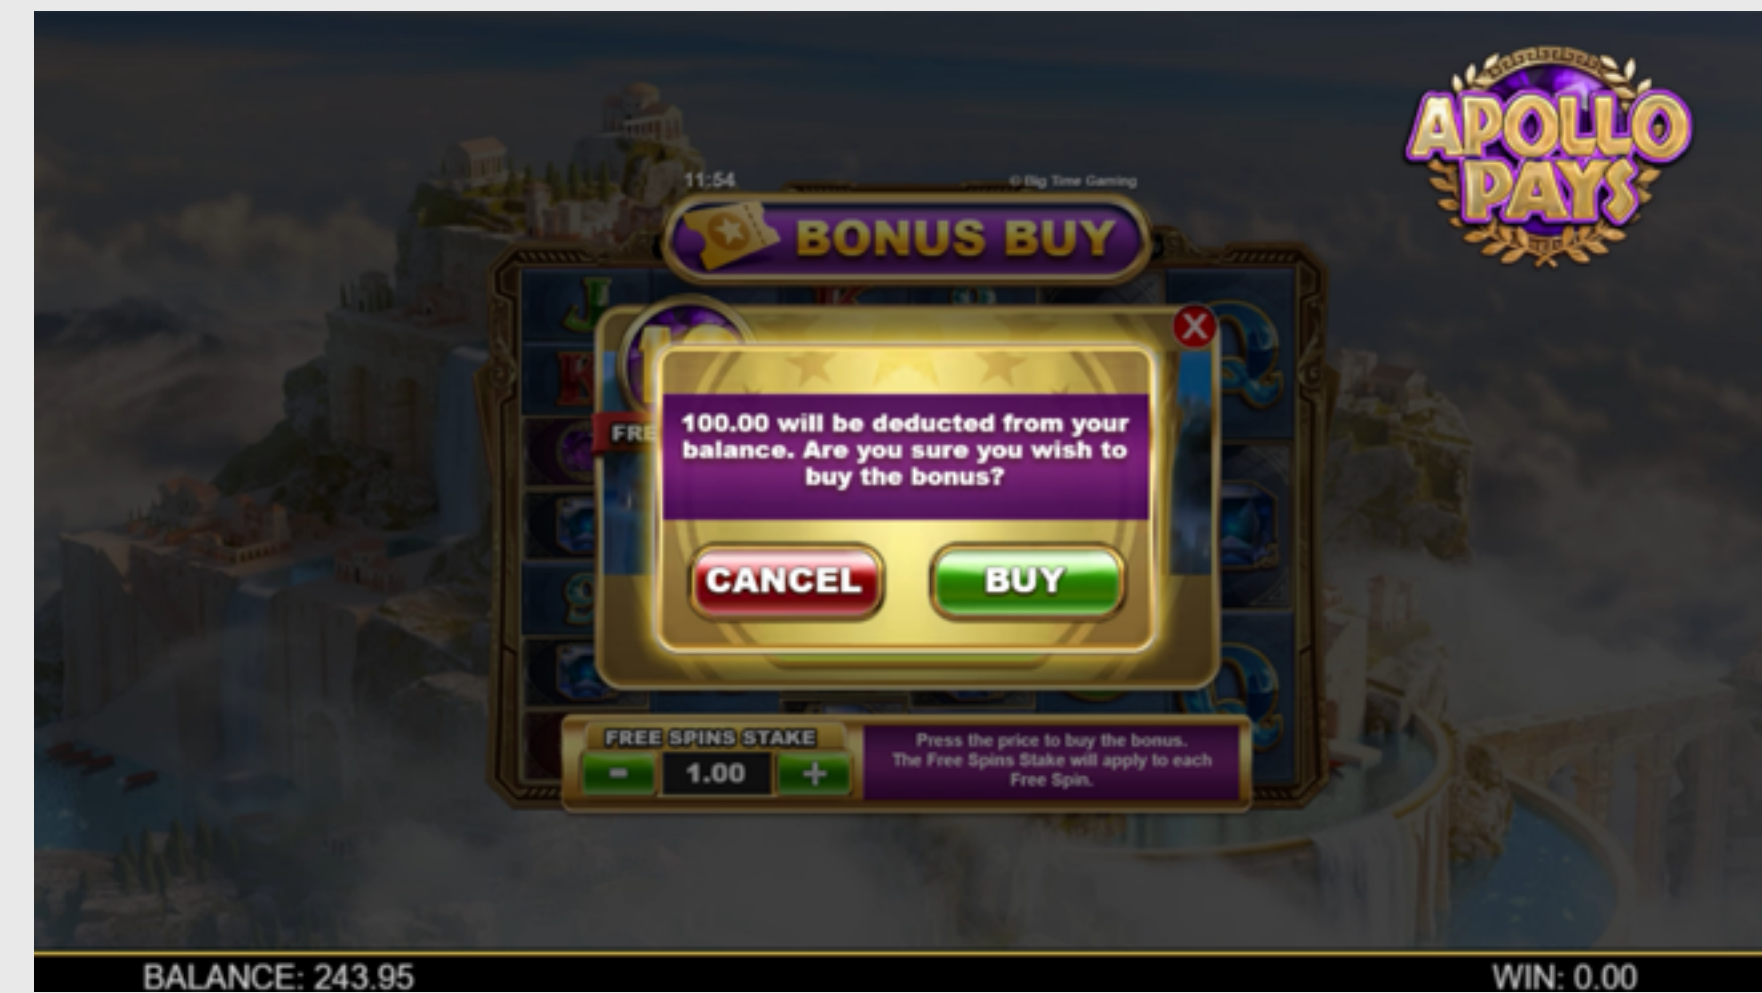 APOLLO
PAYS
11:54
© Big Time Gaming
BONUS BUY
J
K
Q
K
FRE
100.00 will be deducted from your
balance. Are you sure you wish to
buy the bonus?
CANCEL
BUY
X
9
Q
FREE SPINS STAKE
-
1.00
+
Press the price to buy the bonus.
The Free Spins Stake will apply to each
Free Spin.
BALANCE: 243.95
WIN: 0.00